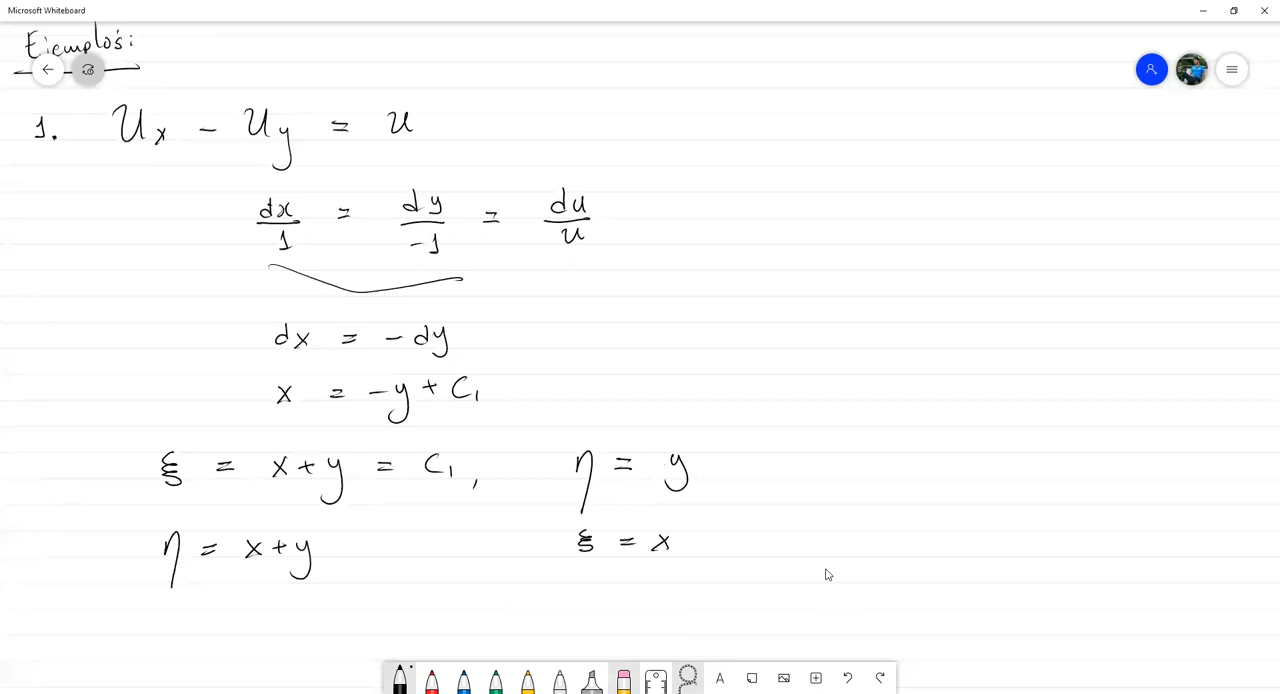 Microsoft Whiteboard
Ejemplos:
1. Ux - Uy = u
dx/1 = dy/-1 = du/u
dx = - dy
x = -y + C₁
ξ = x+y = C₁, η = y
η = x+y ξ = x
A